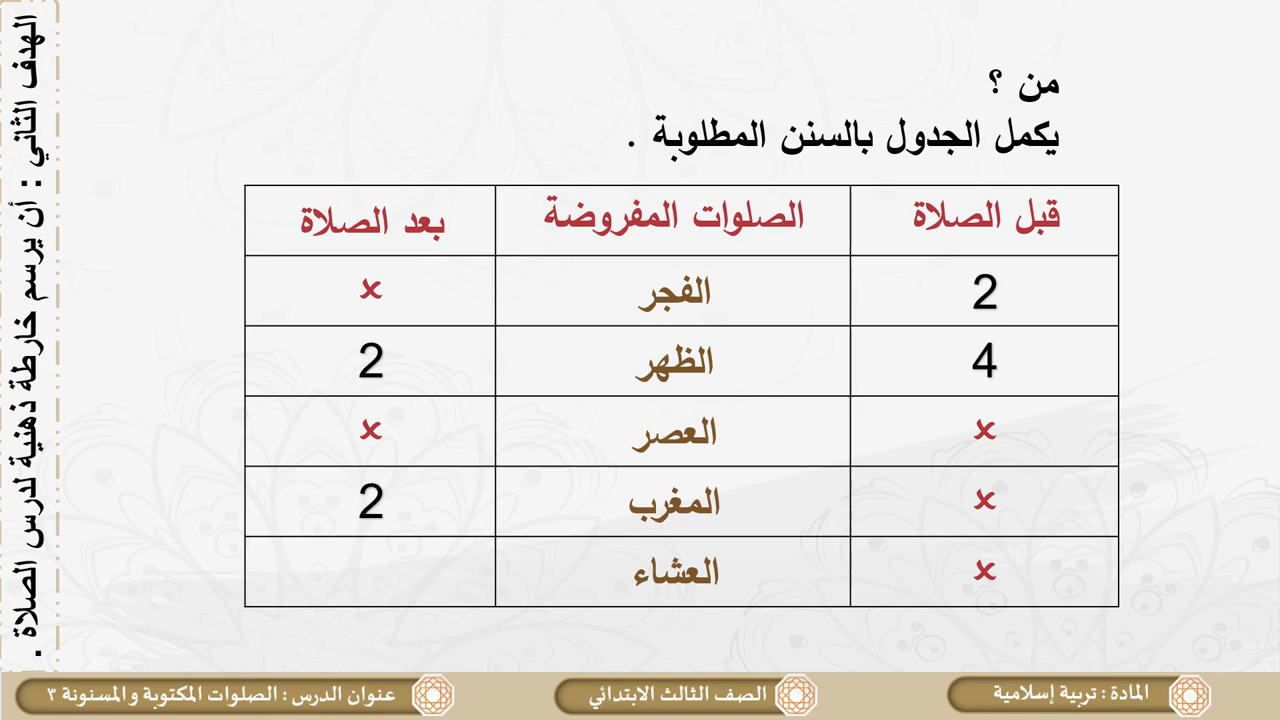 الهدف الثاني : أن يرسم خارطة ذهنية لدرس الصلاة .
من ؟
يكمل الجدول بالسنن المطلوبة .
قبل الصلاة الصلوات المفروضة بعد الصلاة
2 الفجر ×
4 الظهر 2
× العصر ×
× المغرب 2
× العشاء
المادة : تربية إسلامية
الصف الثالث الابتدائي
عنوان الدرس : الصلوات المكتوبة والمسنونة ٣